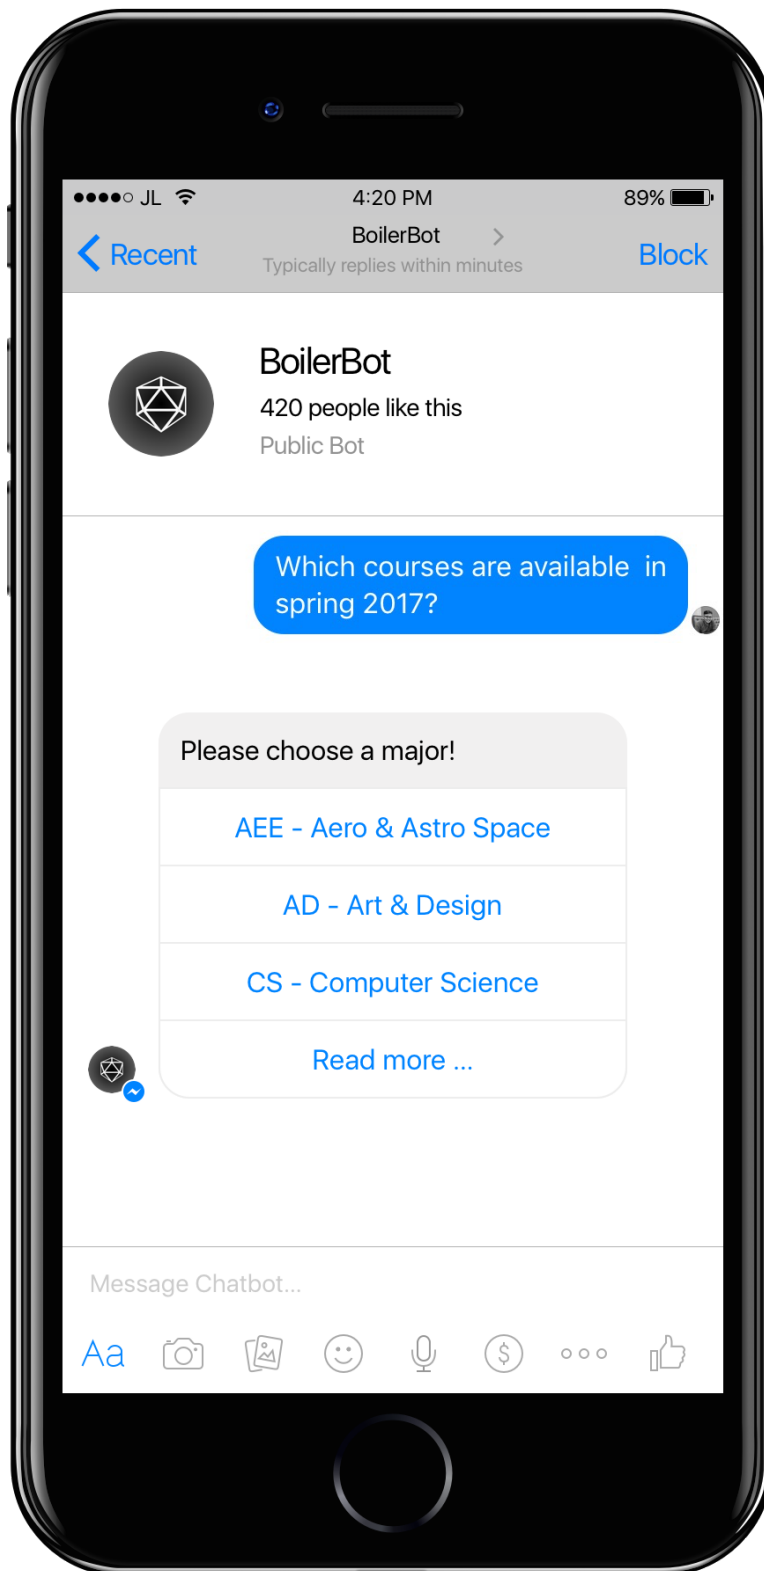 JL 4:20 PM 89%
Recent BoilerBot Block
Typically replies within minutes
BoilerBot
420 people like this
Public Bot
Which courses are available in
spring 2017?
Please choose a major!
AEE - Aero & Astro Space
AD - Art & Design
CS - Computer Science
Read more ...
Message Chatbot...
Aa
$